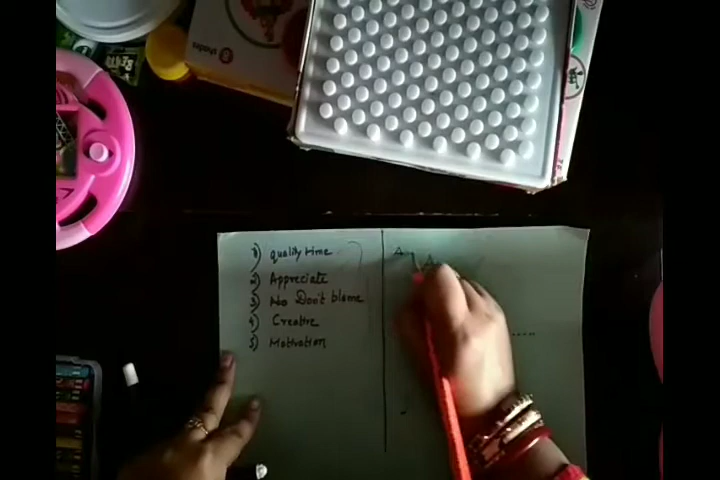 1) quality time
2) Appreciate
3) No Don't blame
4) Creative
5) Motivation